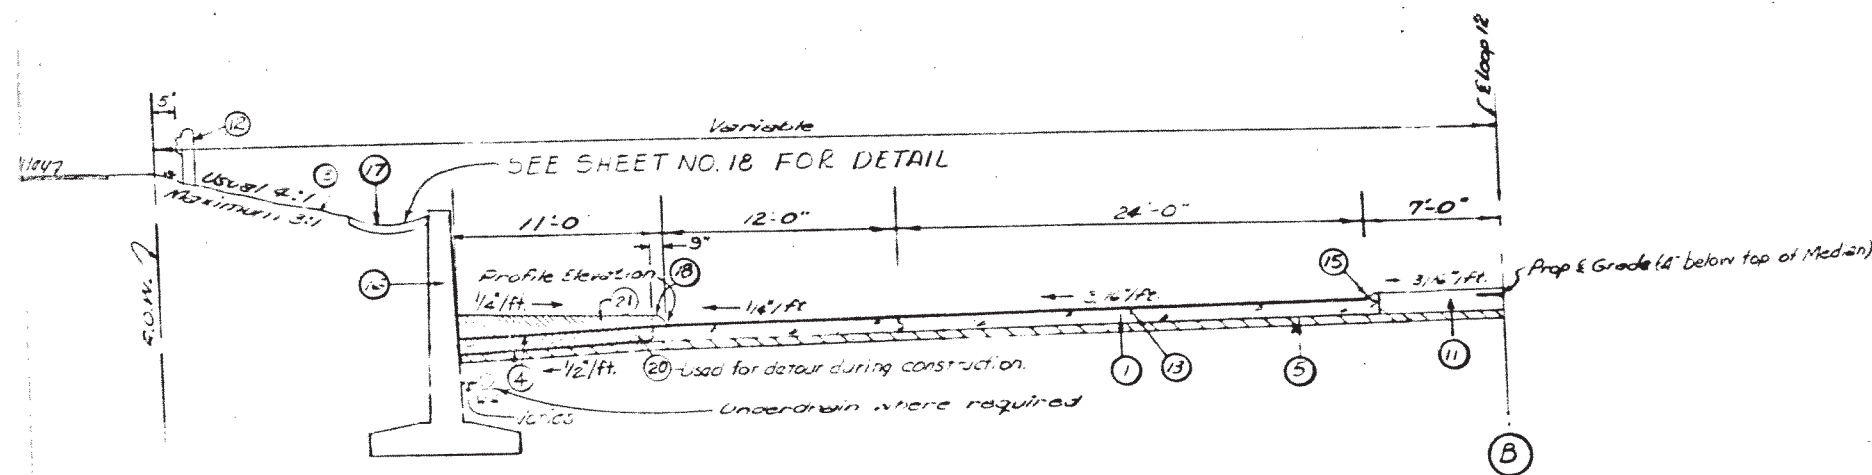 ℄ Loop 12
5'
12
Variable
SEE SHEET NO. 18 FOR DETAIL
17
Usual 4:1
Maximum 3:1
11'-0
12'-0"
24'-0"
7'-0"
9"
R.O.W.
Profile Elevation
18
15
Prop ℄ Grade (4" below top of Median)
1/4"/ft.
21
1/4"/ft
3/16"/ft.
3/16"/ft.
4
1/2"/ft.
20
Used for detour during construction.
1
13
5
11
Varies
Underdrain where required
B